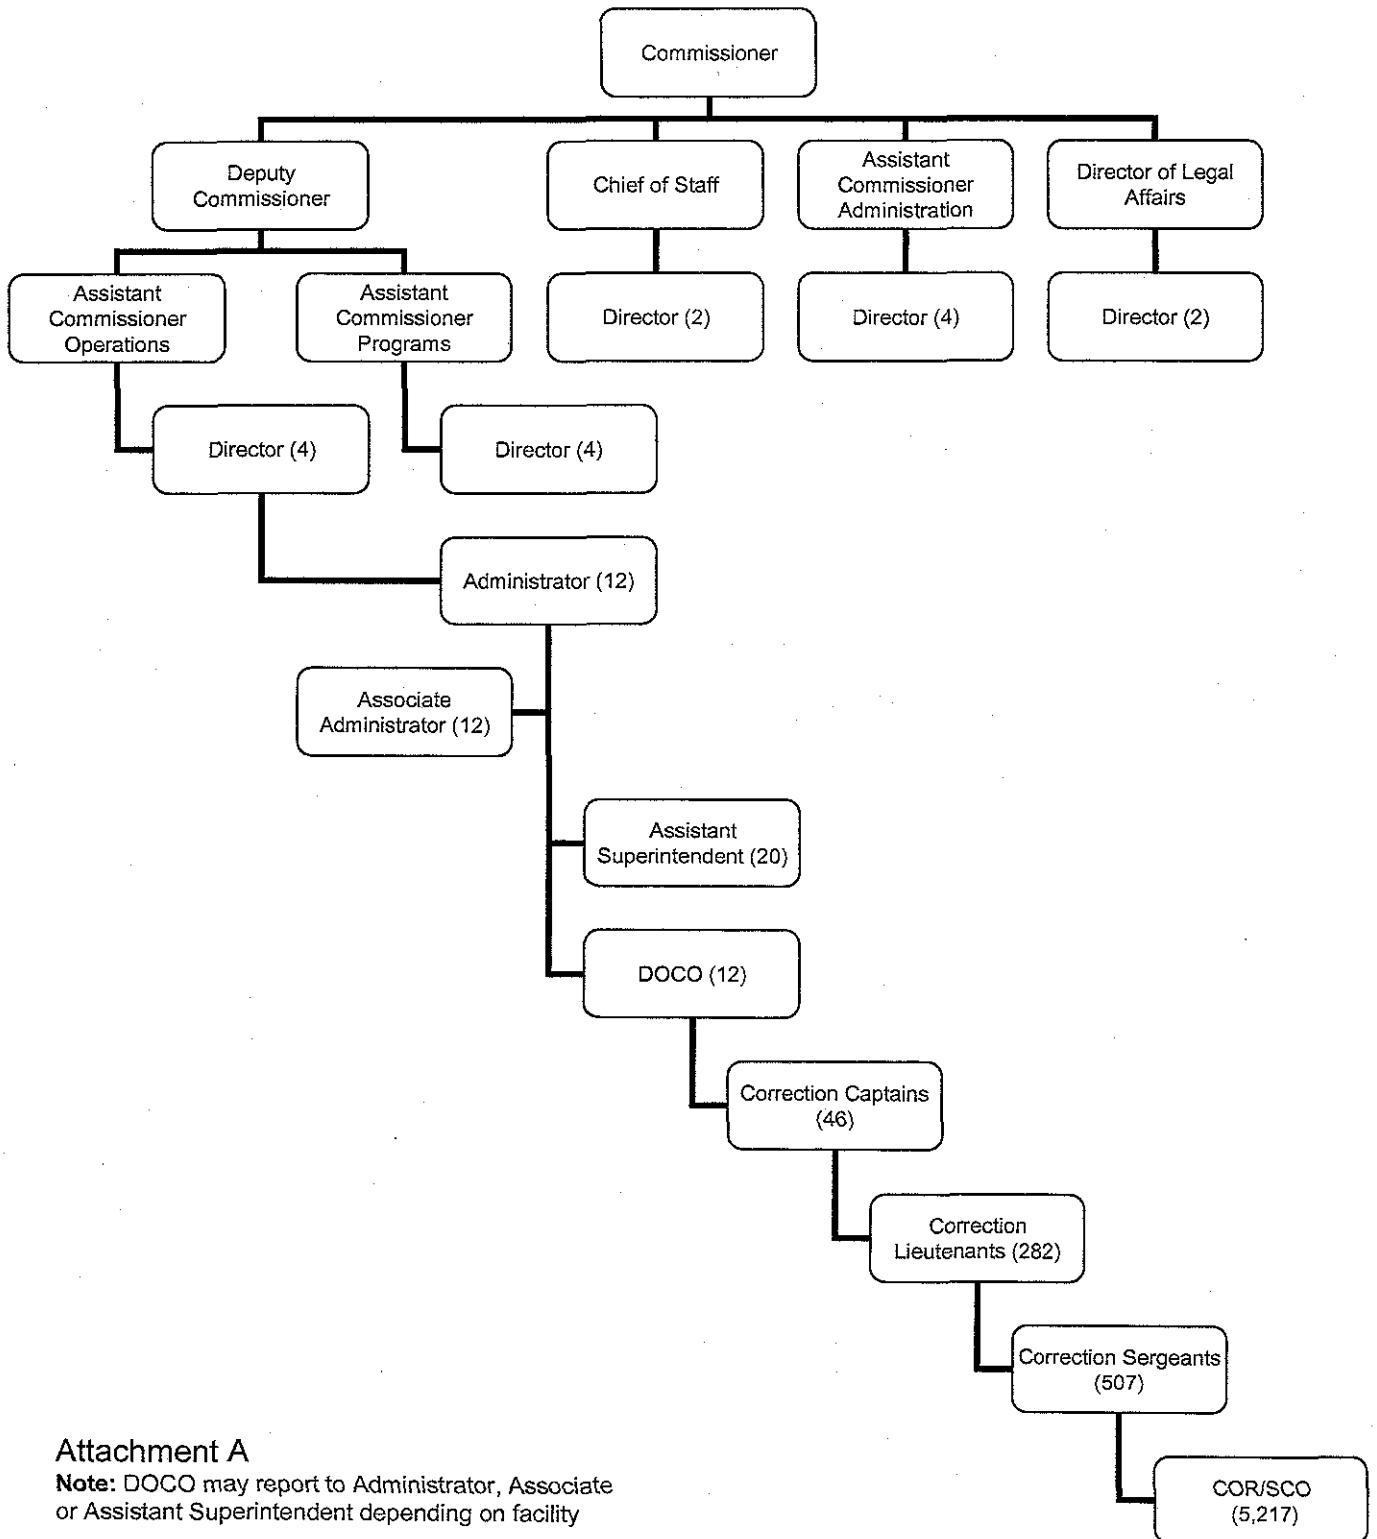 Commissioner
Deputy
Commissioner
Chief of Staff
Assistant
Commissioner
Administration
Director of Legal
Affairs
Assistant
Commissioner
Operations
Assistant
Commissioner
Programs
Director (2)
Director (4)
Director (2)
Director (4)
Director (4)
Administrator (12)
Associate
Administrator (12)
Assistant
Superintendent (20)
DOCO (12)
Correction Captains
(46)
Correction
Lieutenants (282)
Correction Sergeants
(507)
COR/SCO
(5,217)
Attachment A
Note: DOCO may report to Administrator, Associate
or Assistant Superintendent depending on facility